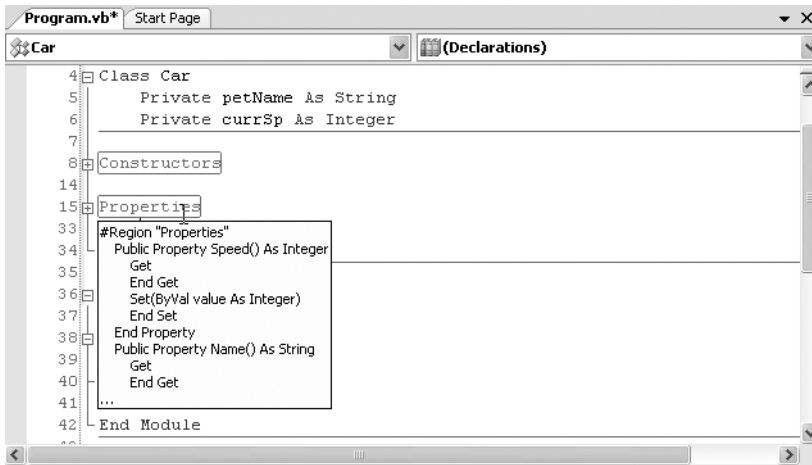 Program.vb* Start Page
Car (Declarations)
4 Class Car
5 Private petName As String
6 Private currSp As Integer
7
8 Constructors
14
15 Properties
33 #Region "Properties"
34 Public Property Speed() As Integer
Get
35 End Get
36 Set(ByVal value As Integer)
37 End Set
38 End Property
Public Property Name() As String
39 Get
40 End Get
41 ...
42 End Module